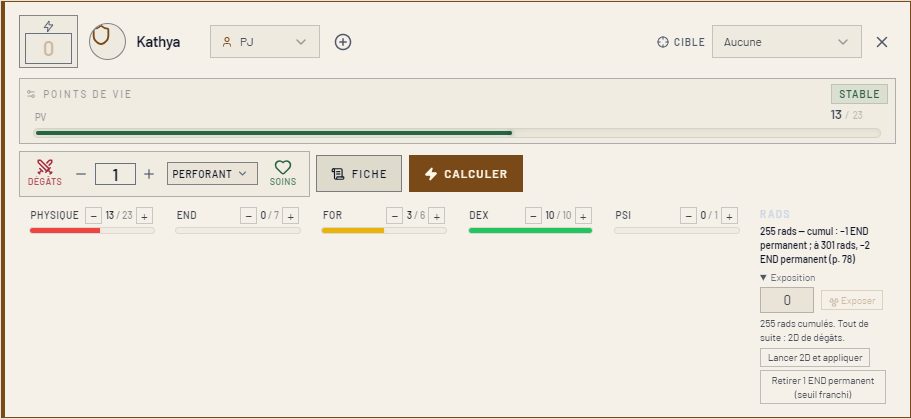 0
Kathya
PJ
CIBLE
Aucune
POINTS DE VIE
STABLE
PV
13 / 23
DÉGÂTS
1
PERFORANT
SOINS
FICHE
CALCULER
PHYSIQUE − 13 / 23 +
END − 0 / 7 +
FOR − 3 / 6 +
DEX − 10 / 10 +
PSI − 0 / 1 +
RADS
255 rads — cumul : −1 END
permanent ; à 301 rads, −2
END permanent (p. 78)
▼ Exposition
0
Exposer
255 rads cumulés. Tout de
suite : 2D de dégâts.
Lancer 2D et appliquer
Retirer 1 END permanent
(seuil franchi)